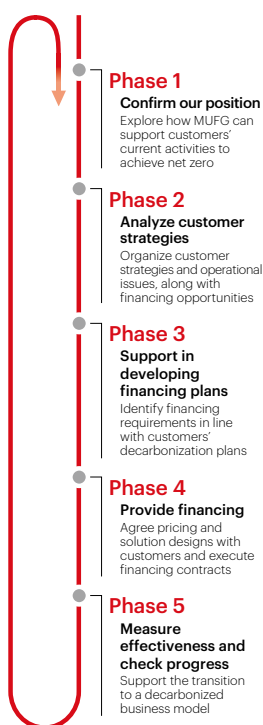 Phase 1
Confirm our position
Explore how MUFG can
support customers’
current activities to
achieve net zero
Phase 2
Analyze customer
strategies
Organize customer
strategies and operational
issues, along with
financing opportunities
Phase 3
Support in
developing
financing plans
Identify financing
requirements in line
with customers’
decarbonization plans
Phase 4
Provide financing
Agree pricing and
solution designs with
customers and execute
financing contracts
Phase 5
Measure
effectiveness and
check progress
Support the transition
to a decarbonized
business model